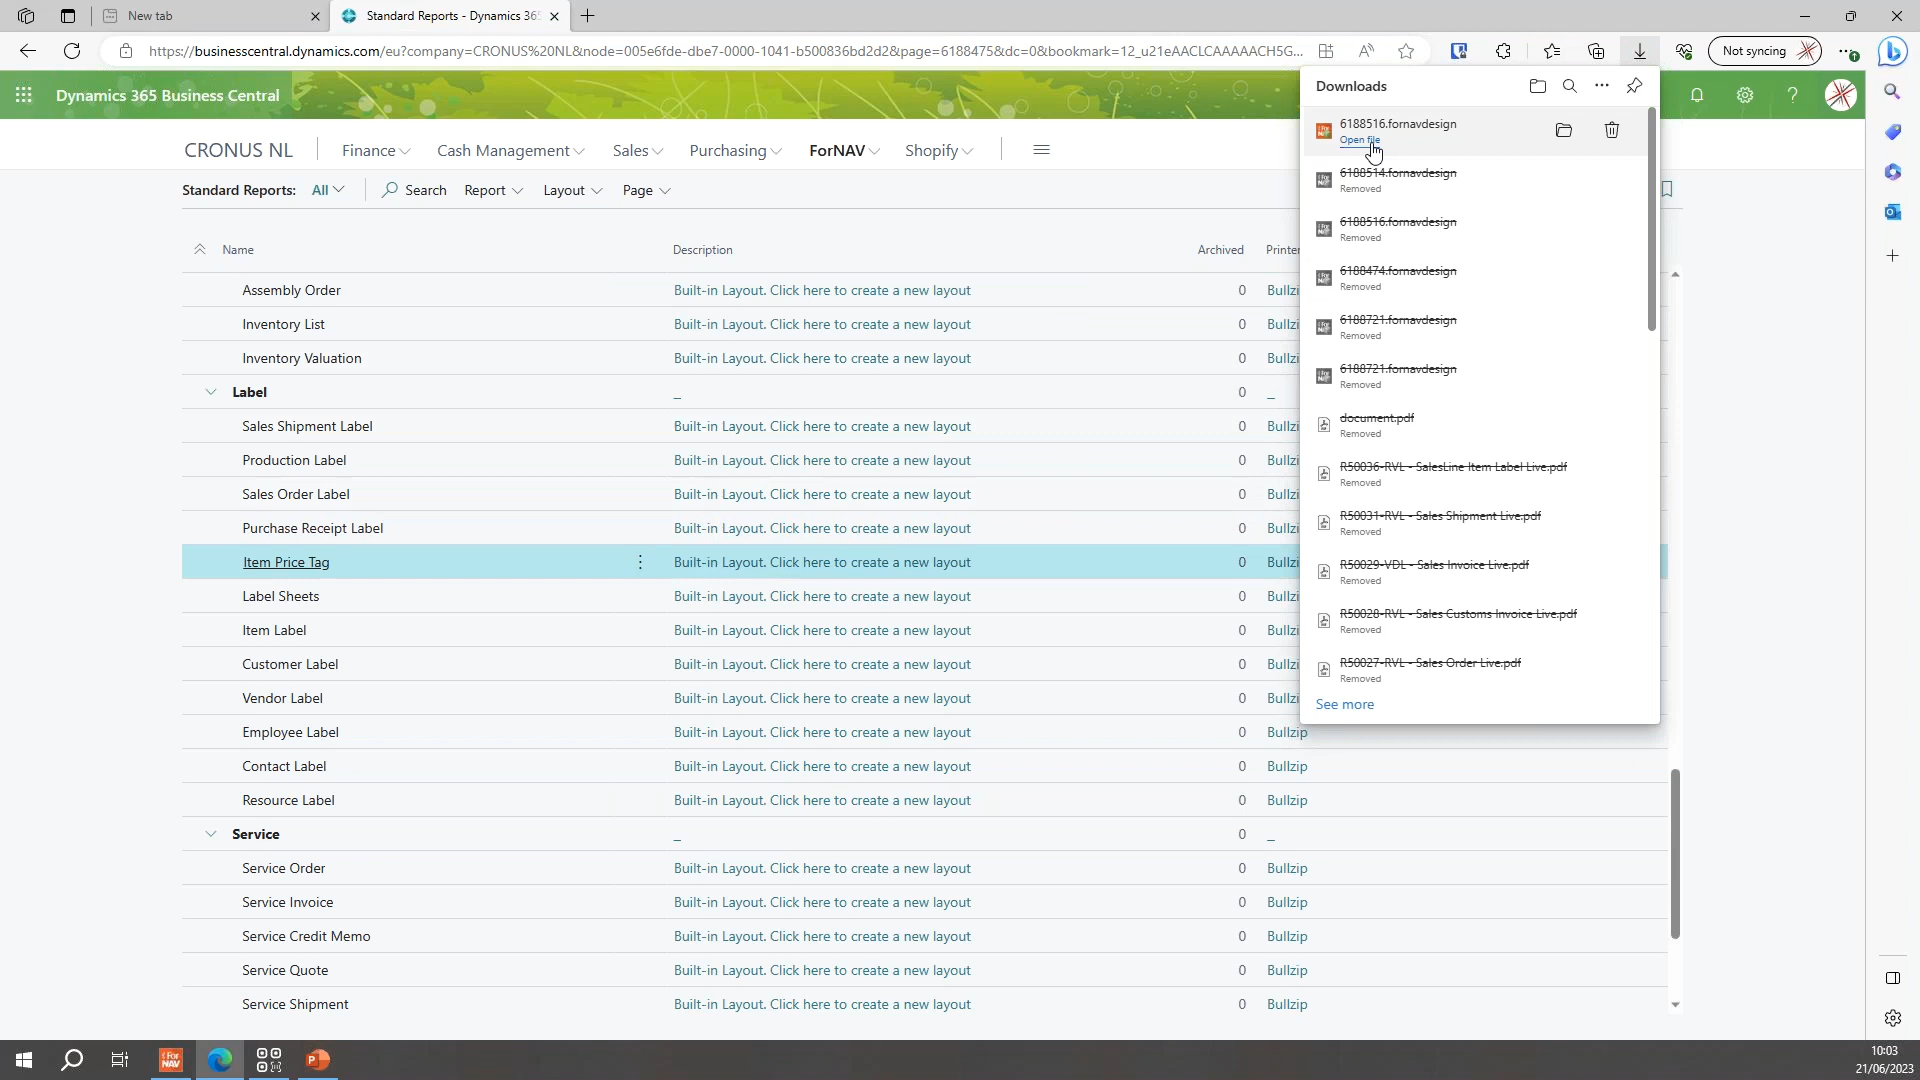 New tab
Standard Reports - Dynamics 365
https://businesscentral.dynamics.com/eu?company=CRONUS%20NL&node=005e6fde-dbe7-0000-1041-b500836bd2d2&page=6188475&dc=0&bookmark=12_u21eAACLCAAAAACH5G...
Not syncing
Dynamics 365 Business Central
Downloads
6188516.fornavdesign
Open file
6188514.fornavdesign
Removed
6188516.fornavdesign
Removed
6188474.fornavdesign
Removed
6188721.fornavdesign
Removed
6188721.fornavdesign
Removed
document.pdf
Removed
R50036-RVL - SalesLine Item Label Live.pdf
Removed
R50031-RVL - Sales Shipment Live.pdf
Removed
R50029-VDL - Sales Invoice Live.pdf
Removed
R50028-RVL - Sales Customs Invoice Live.pdf
Removed
R50027-RVL - Sales Order Live.pdf
Removed
See more
CRONUS NL Finance Cash Management Sales Purchasing ForNAV Shopify
Standard Reports: All Search Report Layout Page
Name Description Archived Printer
Assembly Order Built-in Layout. Click here to create a new layout 0 Bullzi
Inventory List Built-in Layout. Click here to create a new layout 0 Bullzi
Inventory Valuation Built-in Layout. Click here to create a new layout 0 Bullzi
Label _ 0 _
Sales Shipment Label Built-in Layout. Click here to create a new layout 0 Bullzi
Production Label Built-in Layout. Click here to create a new layout 0 Bullzi
Sales Order Label Built-in Layout. Click here to create a new layout 0 Bullzi
Purchase Receipt Label Built-in Layout. Click here to create a new layout 0 Bullzi
Item Price Tag Built-in Layout. Click here to create a new layout 0 Bullzi
Label Sheets Built-in Layout. Click here to create a new layout 0 Bullzi
Item Label Built-in Layout. Click here to create a new layout 0 Bullzi
Customer Label Built-in Layout. Click here to create a new layout 0 Bullzi
Vendor Label Built-in Layout. Click here to create a new layout 0 Bullzi
Employee Label Built-in Layout. Click here to create a new layout 0 Bullzip
Contact Label Built-in Layout. Click here to create a new layout 0 Bullzip
Resource Label Built-in Layout. Click here to create a new layout 0 Bullzip
Service _ 0 _
Service Order Built-in Layout. Click here to create a new layout 0 Bullzip
Service Invoice Built-in Layout. Click here to create a new layout 0 Bullzip
Service Credit Memo Built-in Layout. Click here to create a new layout 0 Bullzip
Service Quote Built-in Layout. Click here to create a new layout 0 Bullzip
Service Shipment Built-in Layout. Click here to create a new layout 0 Bullzip
10:03
21/06/2023